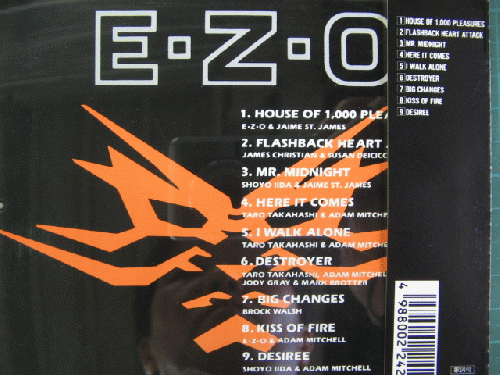 E·Z·O
1. HOUSE OF 1,000 PLEA
E·Z·O & JAIME ST. JAMES
2. FLASHBACK HEART
JAMES CHRISTIAN & SUSAN DEICICC
3. MR. MIDNIGHT
SHOYO IIDA & JAIME ST. JAMES
4. HERE IT COMES
TARO TAKAHASHI & ADAM MITCHE
5. I WALK ALONE
TARO TAKAHASHI & ADAM MITCHE
6. DESTROYER
TARO TAKAHASHI, ADAM MITCHEL
JODY GRAY & MARK BROTTER
7. BIG CHANGES
BROCK WALSH
8. KISS OF FIRE
E·Z·O & ADAM MITCHELL
9. DESIREE
SHOYO IIDA & ADAM MITCHELL
1 HOUSE OF 1,000 PLEASURES
2 FLASHBACK HEART ATTACK
3 MR. MIDNIGHT
4 HERE IT COMES
5 I WALK ALONE
6 DESTROYER
7 BIG CHANGES
8 KISS OF FIRE
9 DESIREE
4 988002 242